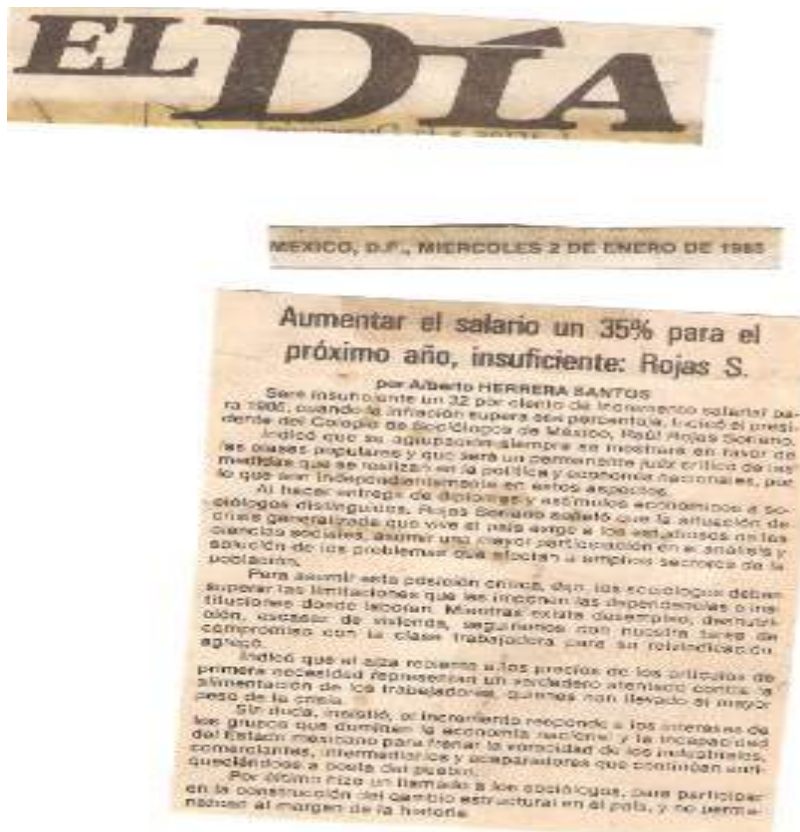 EL DÍA
MEXICO, D.F., MIERCOLES 2 DE ENERO DE 1985
Aumentar el salario un 35% para el
próximo año, insuficiente: Rojas S.
por Alberto HERRERA SANTOS
Será insuficiente un 32 por ciento de incremento salarial pa-
ra 1985, cuando la inflación supera ese porcentaje, indicó el presi-
dente del Colegio de Sociólogos de México, Raúl Rojas Soriano.
Indicó que su agrupación siempre se mostrará en favor de
las clases populares y que será un permanente juez crítico de las
medidas que se realizan en la política y economía nacionales, por
lo que son independientemente en estos aspectos.
Al hacer entrega de diplomas y estímulos económicos a so-
ciólogos distinguidos, Rojas Soriano señaló que la situación de
crisis generalizada que vive el país exige a los estudiosos de las
ciencias sociales, asumir una mayor participación en el análisis y
solución de los problemas que afectan a amplios sectores de la
población.
Para asumir esta posición crítica, dijo, los sociólogos deben
superar las limitaciones que les imponen las dependencias o ins-
tituciones donde laboran. Mientras exista desempleo, desnutri-
ción, escasez de vivienda, seguiremos con nuestra tarea de
compromiso con la clase trabajadora para su reivindicación,
agregó.
Indicó que el alza reciente a los precios de los artículos de
primera necesidad representan un verdadero atentado contra la
alimentación de los trabajadores, quienes han llevado el mayor
peso de la crisis.
Sin duda, insistió, el incremento responde a los intereses de
los grupos que dominan la economía nacional y la incapacidad
del Estado mexicano para frenar la voracidad de los industriales,
comerciantes, intermediarios y acaparadores que continúan enri-
queciéndose a costa del pueblo.
Por último hizo un llamado a los sociólogos, para participar
en la construcción del cambio estructural en el país, y no perma-
nezcan al margen de la historia.